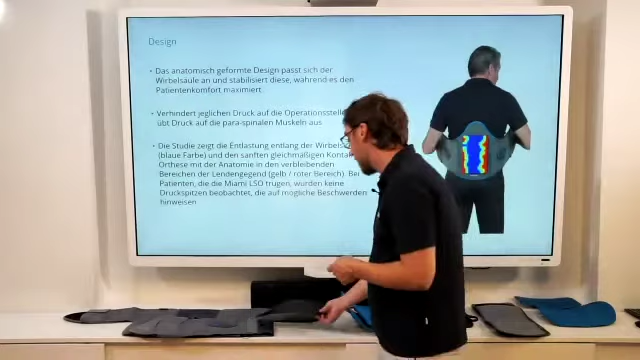 Design
• Das anatomisch geformte Design passt sich der
Wirbelsäule an und stabilisiert diese, während es den
Patientenkomfort maximiert
• Verhindert jeglichen Druck auf die
übt Druck auf die para-spinalen Muskeln aus
• Die Studie zeigt die Entlastung entlang der
(blaue Farbe) und den sanften gleichmäßigen
Orthese mit der Anatomie in den verbleibenden
Bereichen der Lendengegend (gelb / roter Bereich). Bei
Patienten, die die Miami LSO trugen, wurden keine
Druckspitzen beobachtet, die auf mögliche Beschwerden
hinweisen